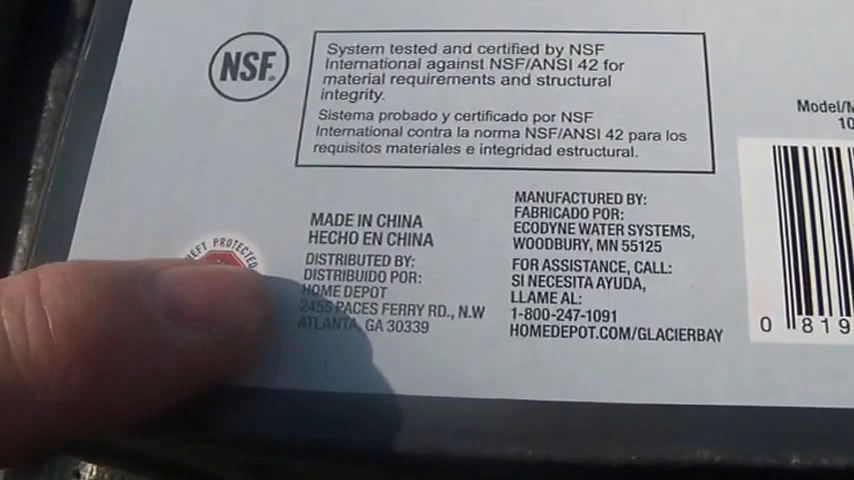 NSF
System tested and certified by NSF
International against NSF/ANSI 42 for
material requirements and structural
integrity.
Sistema probado y certificado por NSF
International contra la norma NSF/ANSI 42 para los
requisitos materiales e integridad estructural.
Model/
10
PROTECTED
MADE IN CHINA
HECHO EN CHINA
DISTRIBUTED BY:
DISTRIBUIDO POR:
HOME DEPOT
2455 PACES FERRY RD., N.W
ATLANTA, GA 30339
MANUFACTURED BY:
FABRICADO POR:
ECODYNE WATER SYSTEMS,
WOODBURY, MN 55125
FOR ASSISTANCE, CALL:
SI NECESITA AYUDA,
LLAME AL:
1-800-247-1091
HOMEDEPOT.COM/GLACIERBAY
0 819